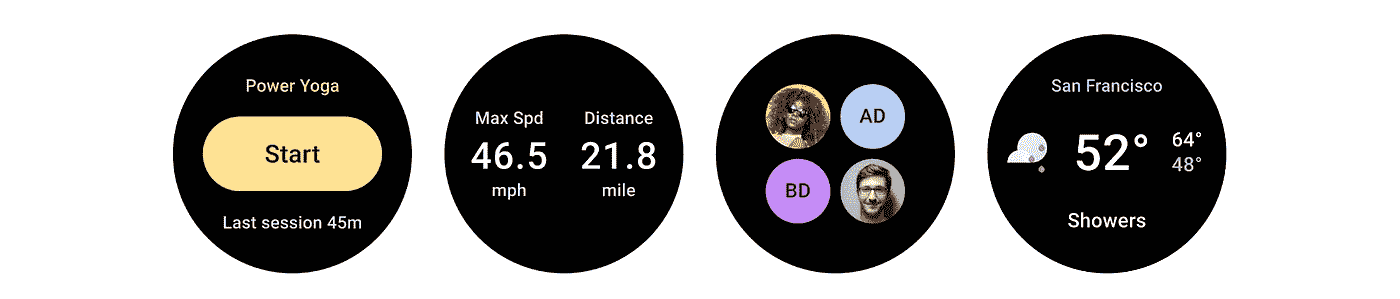 Power Yoga
Start
Last session 45m
Max Spd
46.5
mph
Distance
21.8
mile
AD
BD
San Francisco
52°
64°
48°
Showers